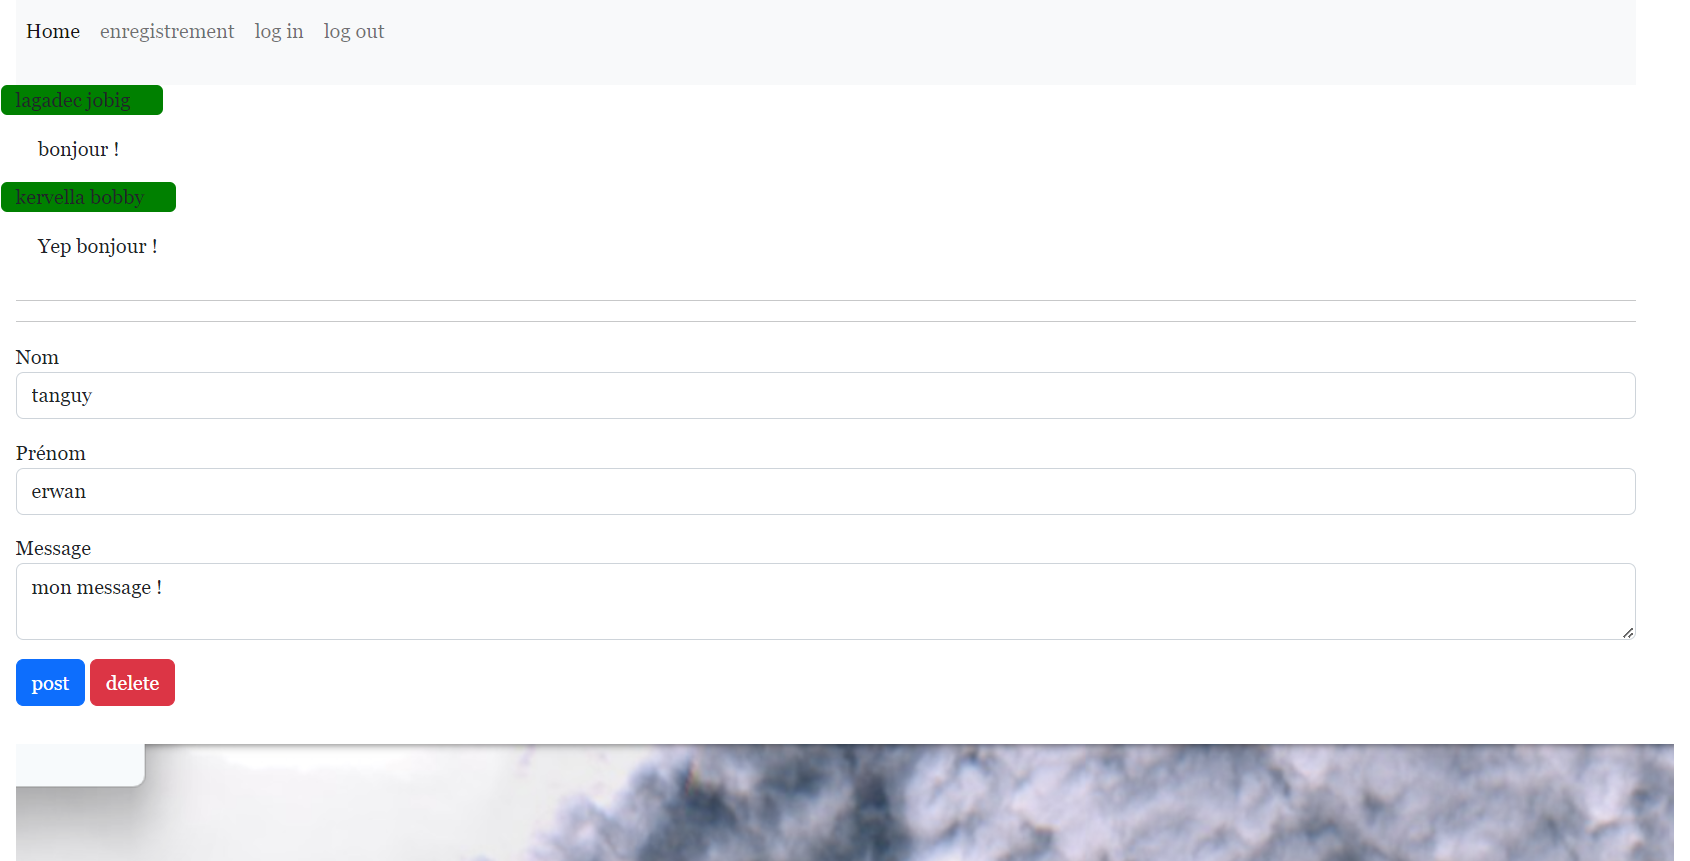 Home enregistrement log in log out
lagadec jobig
bonjour !
kervella bobby
Yep bonjour !
Nom
tanguy
Prénom
erwan
Message
mon message !
post delete